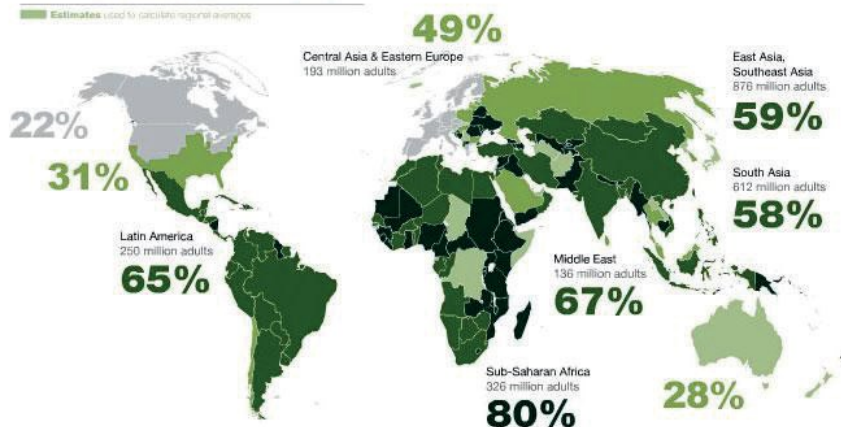 Estimates used to calculate regional averages
49%
Central Asia & Eastern Europe
193 million adults
East Asia,
Southeast Asia
876 million adults
59%
22%
31%
South Asia
612 million adults
58%
Latin America
250 million adults
65%
Middle East
136 million adults
67%
Sub-Saharan Africa
326 million adults
80%
28%